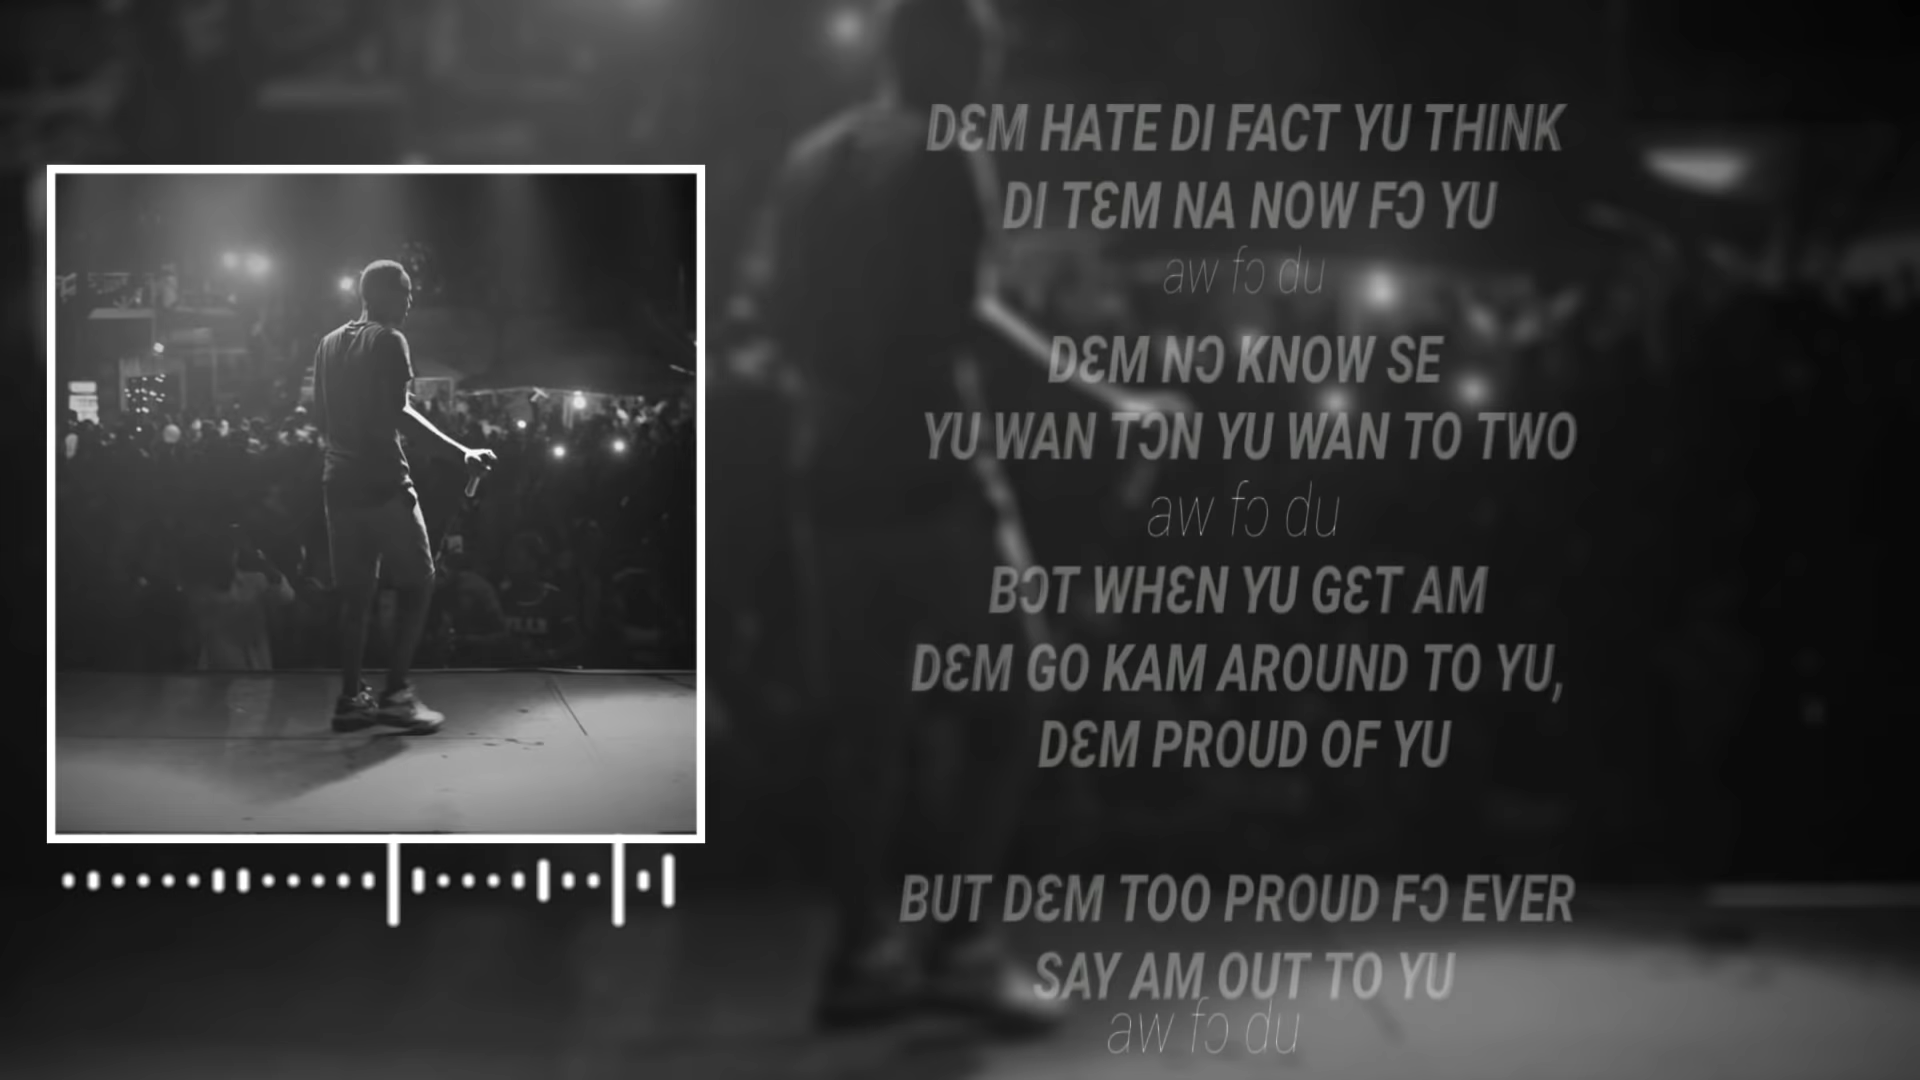 DƐM HATE DI FACT YU THINK
DI TƐM NA NOW FƆ YU
aw fɔ du
DƐM NƆ KNOW SE
YU WAN TƆN YU WAN TO TWO
aw fɔ du
BƆT WHƐN YU GƐT AM
DƐM GO KAM AROUND TO YU,
DƐM PROUD OF YU
BUT DƐM TOO PROUD FƆ EVER
SAY AM OUT TO YU
aw fɔ du